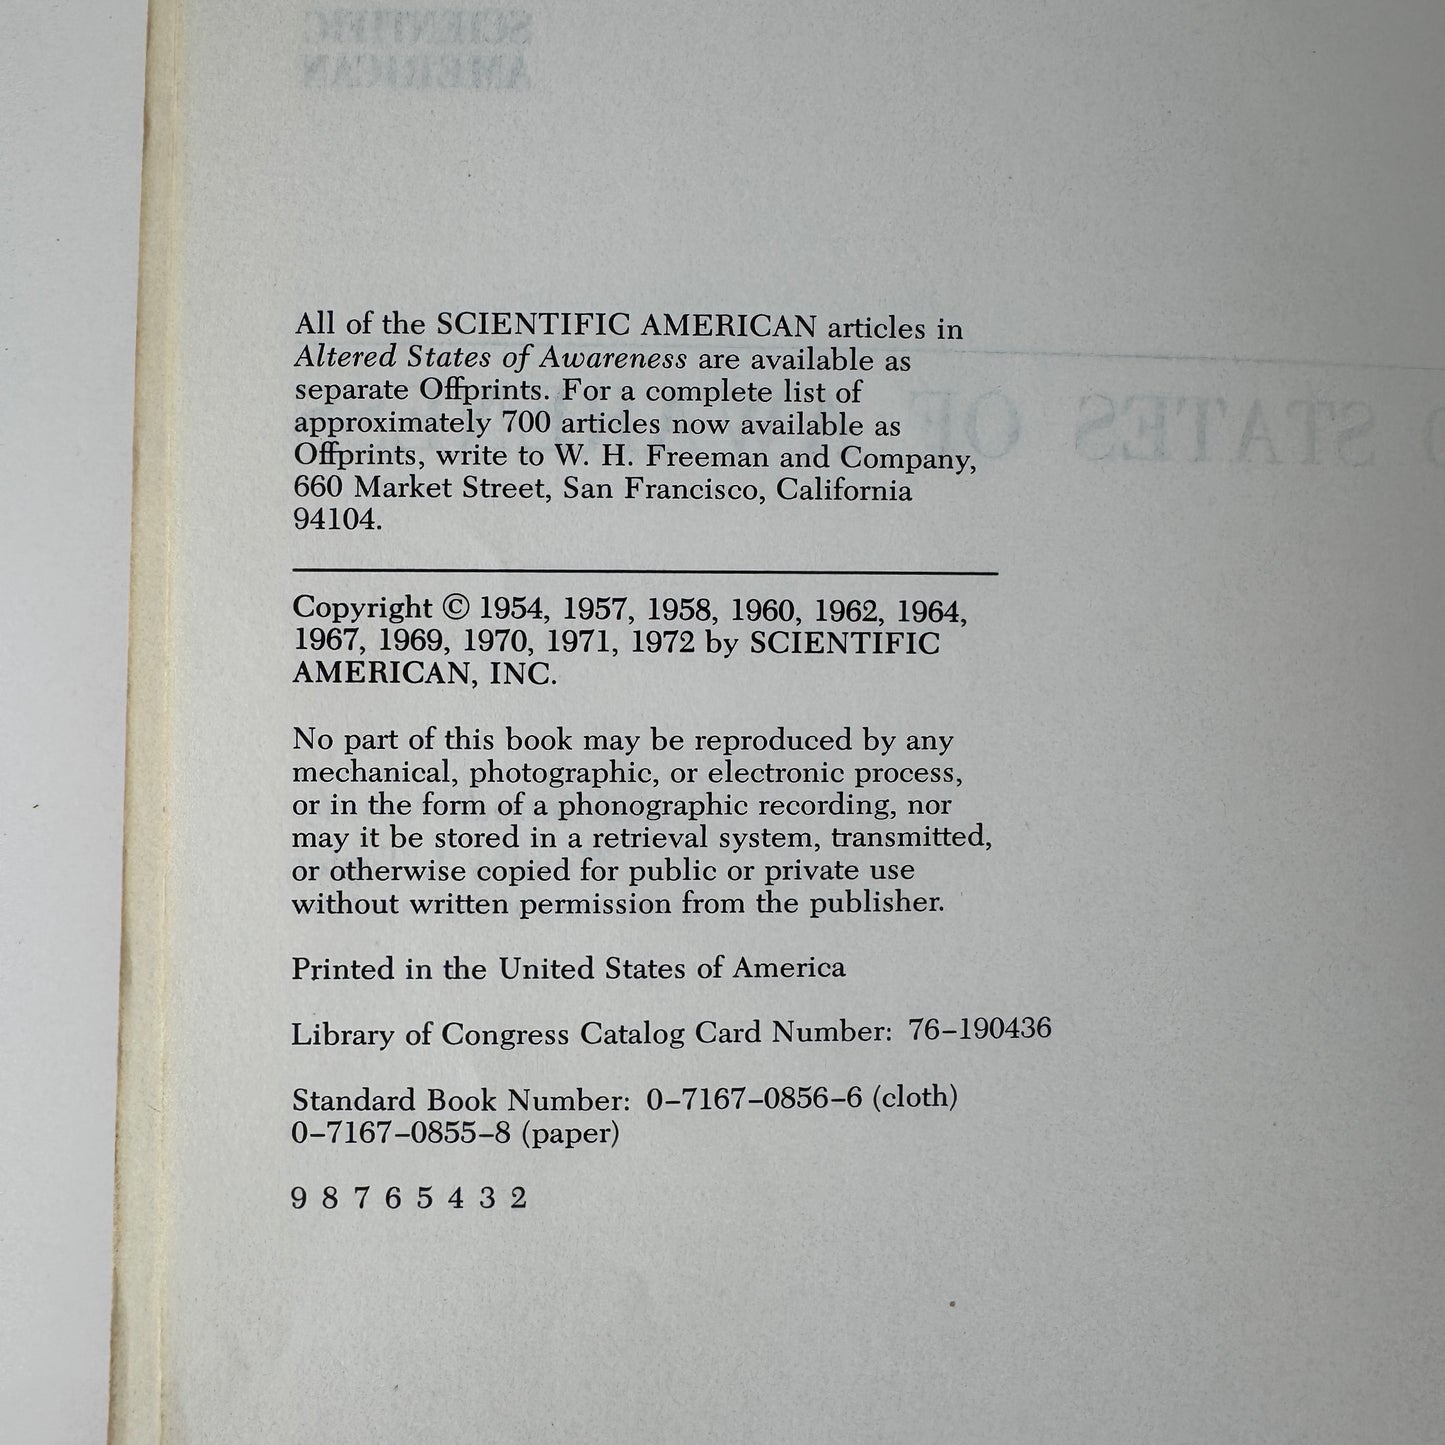 SCIENTIFIC
AMERICAN
All of the SCIENTIFIC AMERICAN articles in
Altered States of Awareness are available as
separate Offprints. For a complete list of
approximately 700 articles now available as
Offprints, write to W. H. Freeman and Company,
660 Market Street, San Francisco, California
94104.
STATES OF
Copyright © 1954, 1957, 1958, 1960, 1962, 1964,
1967, 1969, 1970, 1971, 1972 by SCIENTIFIC
AMERICAN, INC.
No part of this book may be reproduced by any
mechanical, photographic, or electronic process,
or in the form of a phonographic recording, nor
may it be stored in a retrieval system, transmitted,
or otherwise copied for public or private use
without written permission from the publisher.
Printed in the United States of America
Library of Congress Catalog Card Number: 76–190436
Standard Book Number: 0–7167–0856–6 (cloth)
0–7167–0855–8 (paper)
9 8 7 6 5 4 3 2